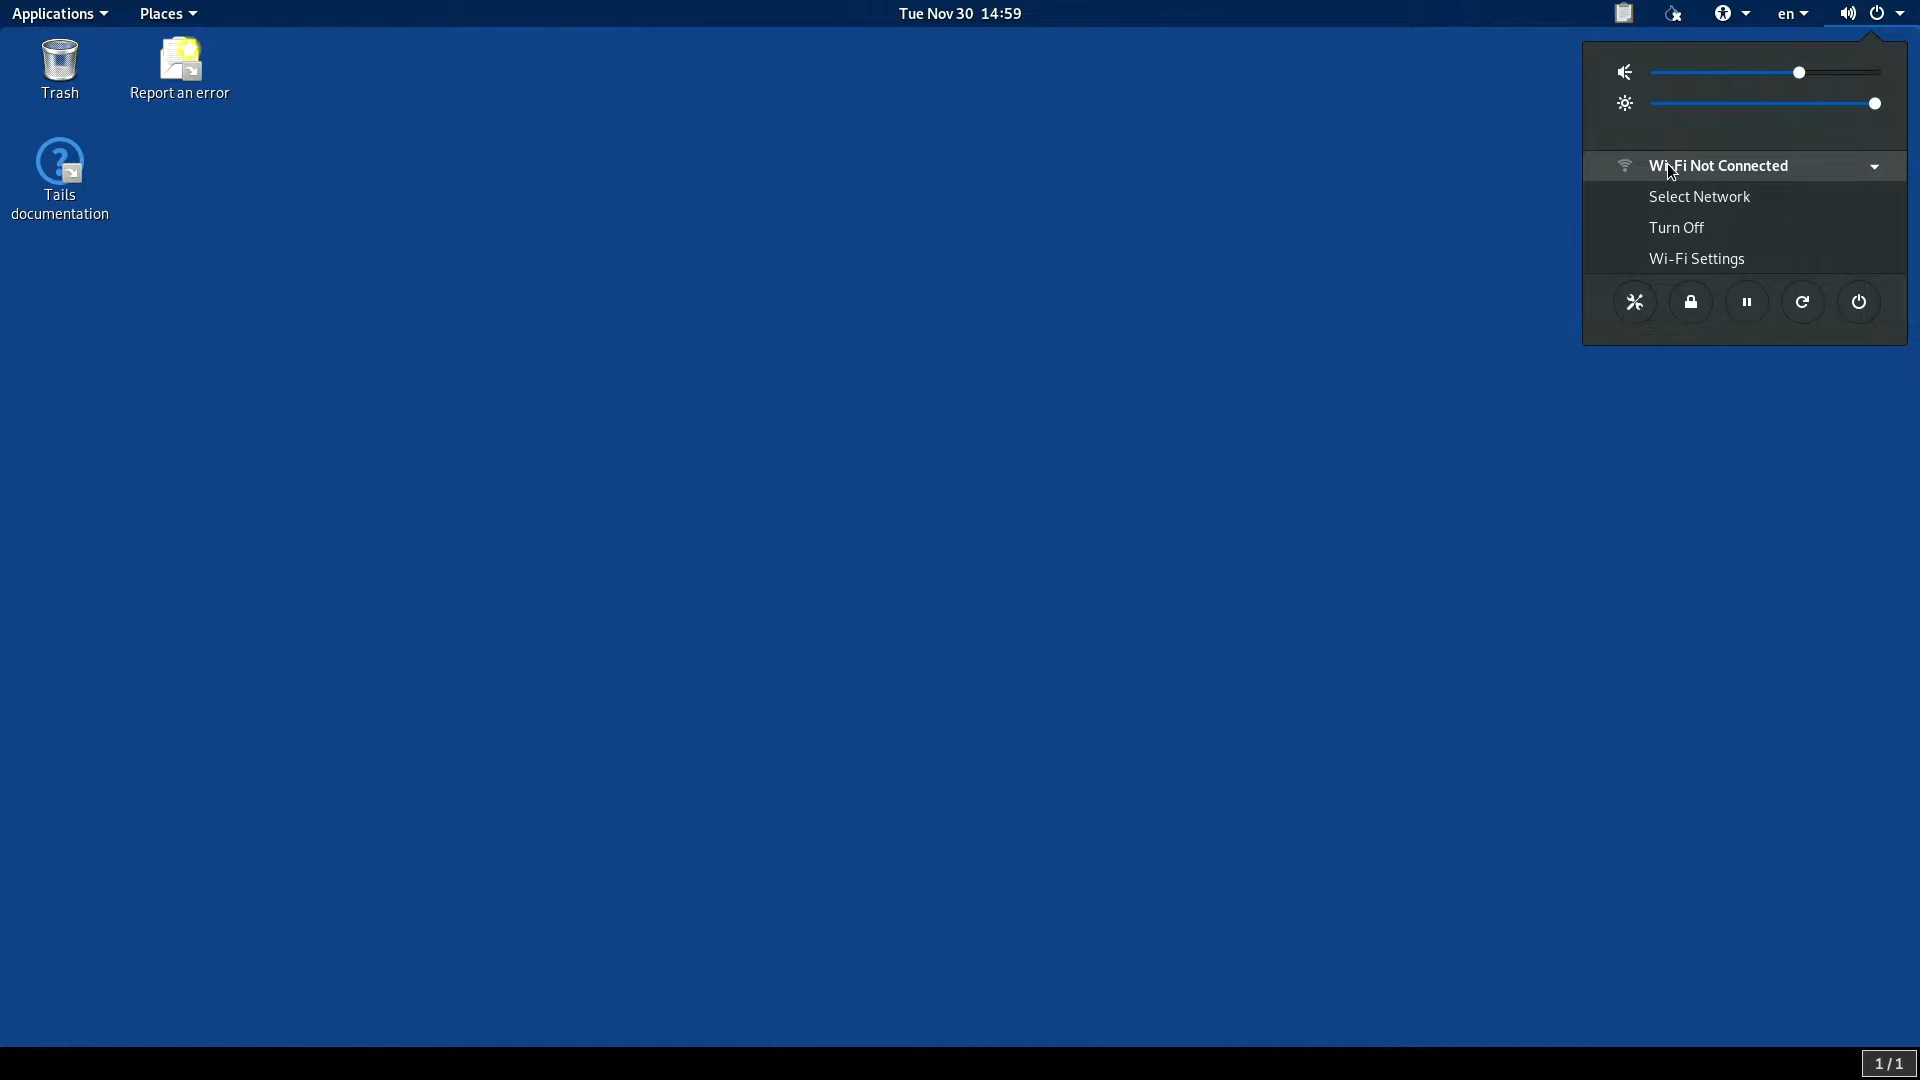 Applications Places Tue Nov 30 14:59 en
Trash
Report an error
Tails
documentation
Wi-Fi Not Connected
Select Network
Turn Off
Wi-Fi Settings
1 / 1